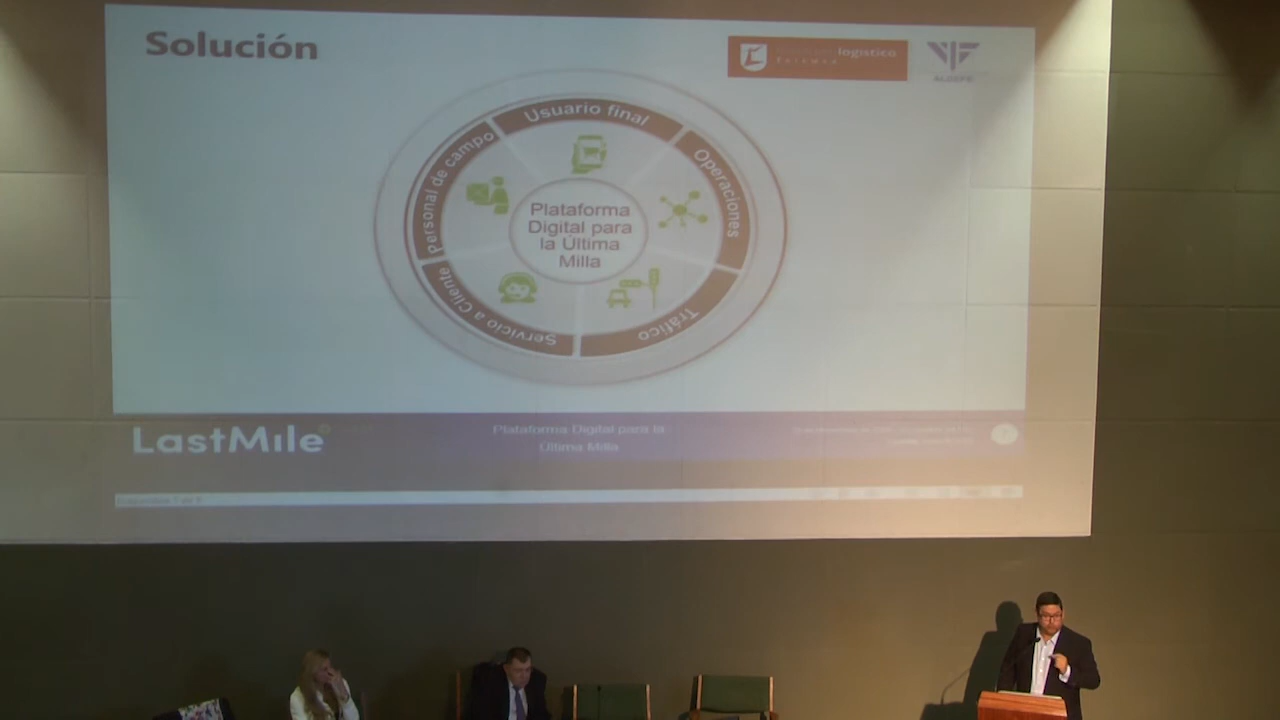 Solución
logístico
Usuario final
Personal de campo
Operaciones
Plataforma
Digital para
la Última
Milla
Servicio a Cliente
Tráfico
LastMile
Plataforma Digital para la
Última Milla